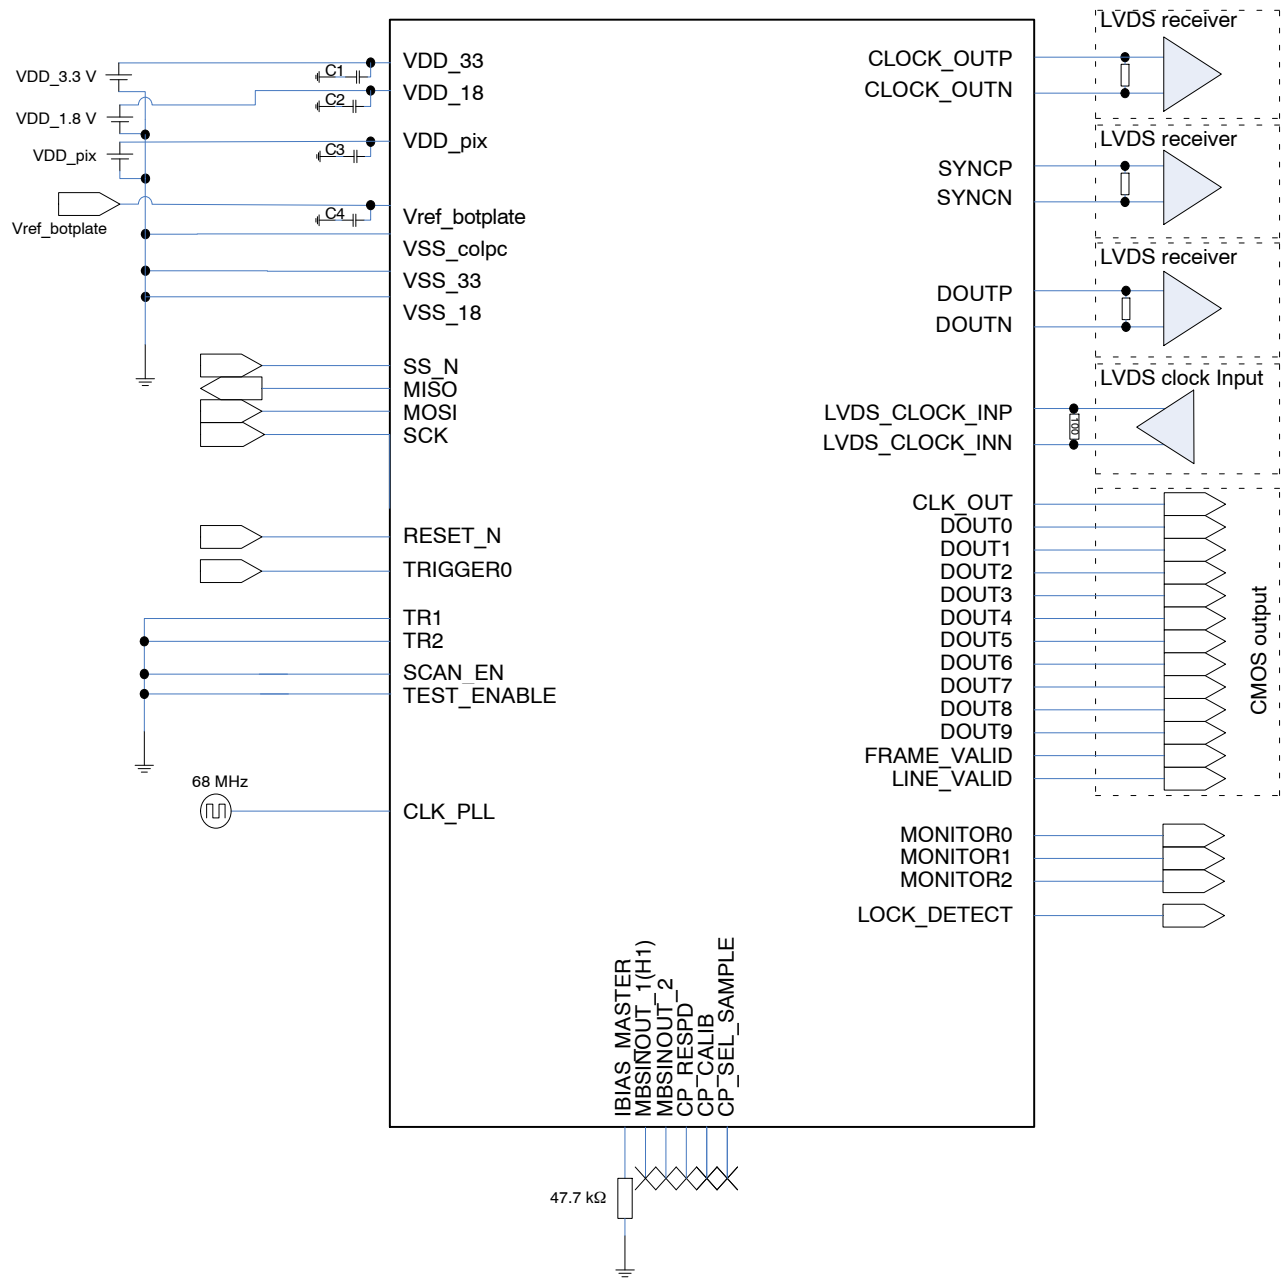 VDD_3.3 V
VDD_1.8 V
VDD_pix
Vref_botplate
C1
C2
C3
C4
VDD_33
VDD_18
VDD_pix
Vref_botplate
VSS_colpc
VSS_33
VSS_18
SS_N
MISO
MOSI
SCK
RESET_N
TRIGGER0
TR1
TR2
SCAN_EN
TEST_ENABLE
68 MHz
CLK_PLL
CLOCK_OUTP
CLOCK_OUTN
SYNCP
SYNCN
DOUTP
DOUTN
LVDS_CLOCK_INP
LVDS_CLOCK_INN
CLK_OUT
DOUT0
DOUT1
DOUT2
DOUT3
DOUT4
DOUT5
DOUT6
DOUT7
DOUT8
DOUT9
FRAME_VALID
LINE_VALID
MONITOR0
MONITOR1
MONITOR2
LOCK_DETECT
LVDS receiver
LVDS receiver
LVDS receiver
LVDS clock Input
100
CMOS output
IBIAS_MASTER
MBSINOUT_1(H1)
MBSINOUT_2
CP_RESPD_
CP_CALIB
CP_SEL_SAMPLE
47.7 kΩ